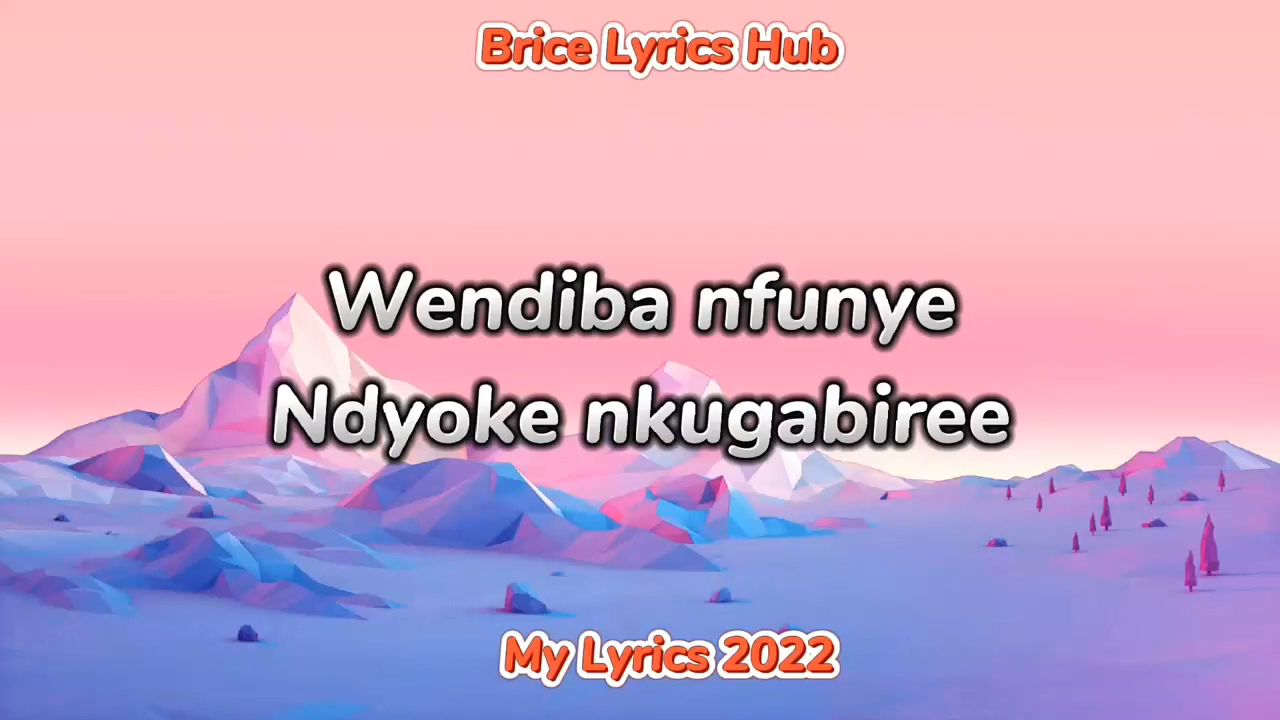 Brice Lyrics Hub
Wendiba nfunye
Ndyoke nkugabiree
My Lyrics 2022